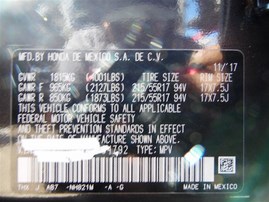 MFD.BY HONDA DE MEXICO S.A. DE C.V.
11/17
GVWR 1815KG (4001LBS) TIRE SIZE RIM SIZE
GAWR F 965KG (2127LBS) 215/55R17 94V 17X7.5J
GAWR R 850KG (1873LBS) 215/55R17 94V 17X7.5J
THIS VEHICLE CONFORMS TO ALL APPLICABLE
FEDERAL MOTOR VEHICLE SAFETY AND
THEFT PREVENTION STANDARDS IN EFFECT ON
THE DATE OF MANUFACTURE SHOWN ABOVE.
TYPE: MPV
AB7 -NH821M -A -G
MADE IN MEXICO